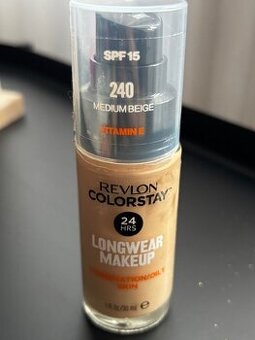 SPF 15
240
MEDIUM BEIGE
VITAMIN E
REVLON
COLORSTAY
24
HRS
LONGWEAR
MAKEUP
COMBINATION/OILY
SKIN